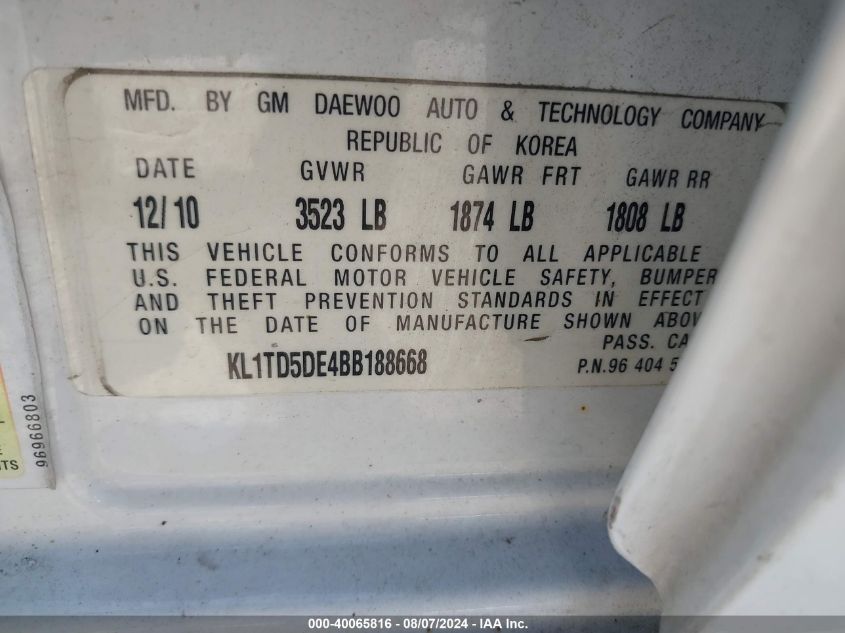 MFD. BY GM DAEWOO AUTO & TECHNOLOGY COMPANY
REPUBLIC OF KOREA
DATE GVWR GAWR FRT GAWR RR
12/10 3523 LB 1874 LB 1808 LB
THIS VEHICLE CONFORMS TO ALL APPLICABLE
U.S. FEDERAL MOTOR VEHICLE SAFETY, BUMPER
AND THEFT PREVENTION STANDARDS IN EFFECT
ON THE DATE OF MANUFACTURE SHOWN ABOV
PASS. CA
KL1TD5DE4BB188668 P.N.96 404 5
96966803
ITS
000-40065816 - 08/07/2024 - © IAA, Inc.